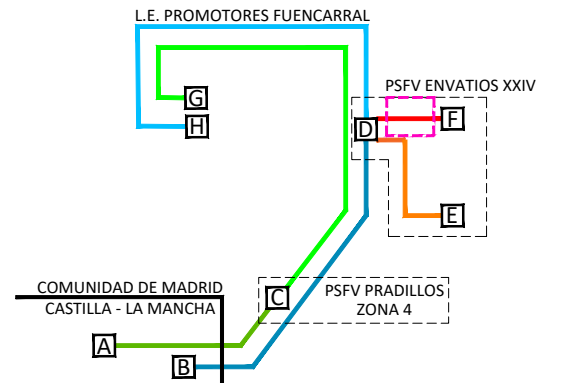 L.E. PROMOTORES FUENCARRAL
PSFV ENVATIOS XXIV
G
H
D
F
E
COMUNIDAD DE MADRID
CASTILLA - LA MANCHA
C
PSFV PRADILLOS
ZONA 4
A
B